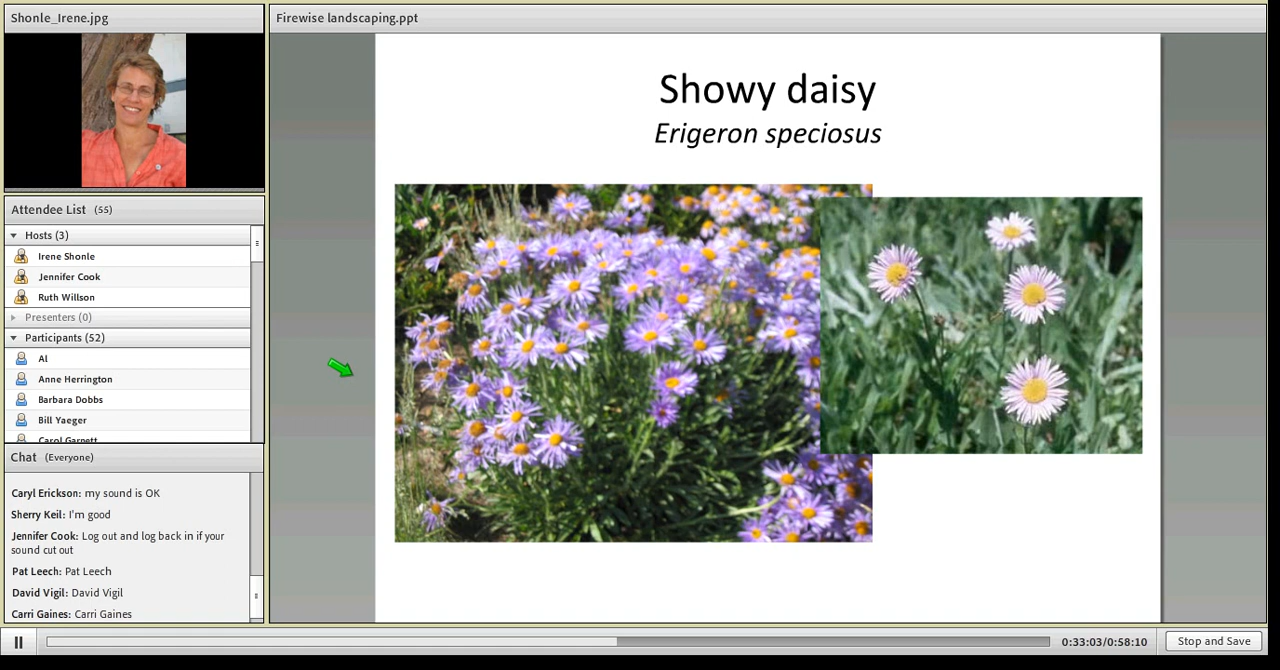 Shonle_Irene.jpg
Attendee List (55)
Hosts (3)
Irene Shonle
Jennifer Cook
Ruth Willson
Presenters (0)
Participants (52)
Al
Anne Herrington
Barbara Dobbs
Bill Yaeger
Carol Garnett
Chat (Everyone)
Caryl Erickson: my sound is OK
Sherry Keil: I'm good
Jennifer Cook: Log out and log back in if your
sound cut out
Pat Leech: Pat Leech
David Vigil: David Vigil
Carri Gaines: Carri Gaines
Firewise landscaping.ppt
Showy daisy
Erigeron speciosus
0:33:03/0:58:10
Stop and Save